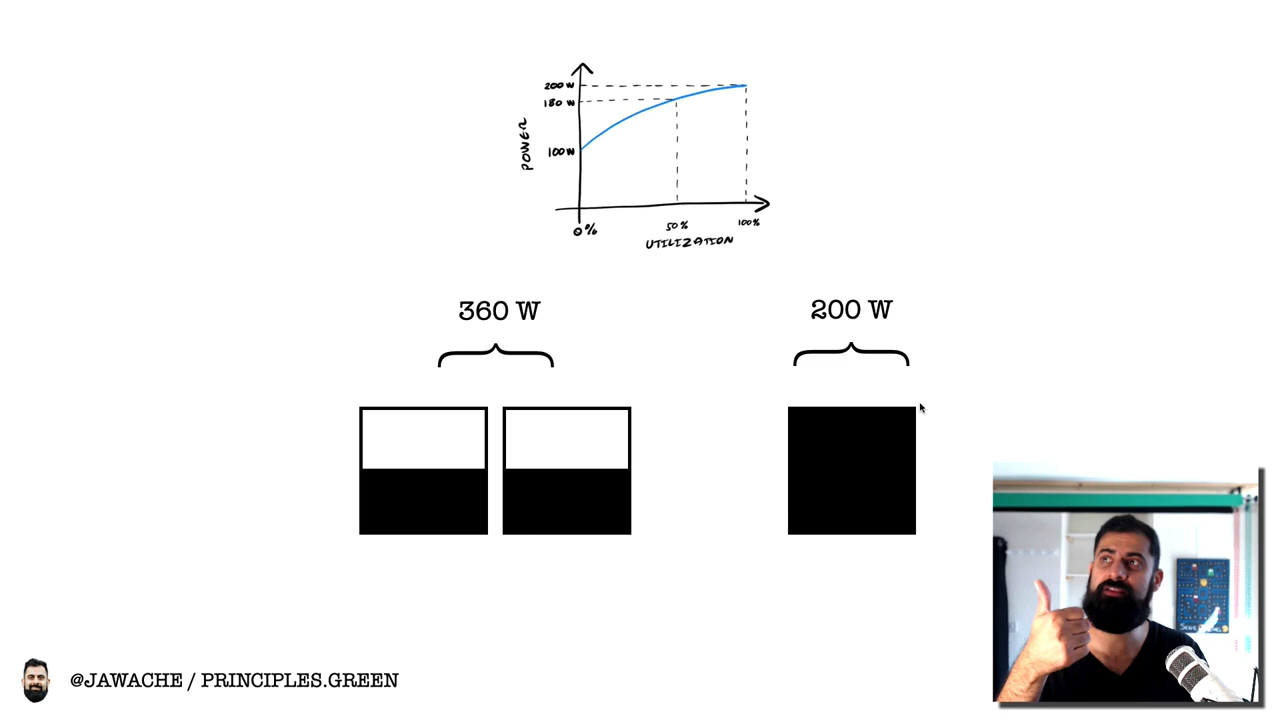 200 W
180 W
100 W
POWER
0%
50%
100%
UTILIZATION
360 W
200 W
@JAWACHE / PRINCIPLES.GREEN